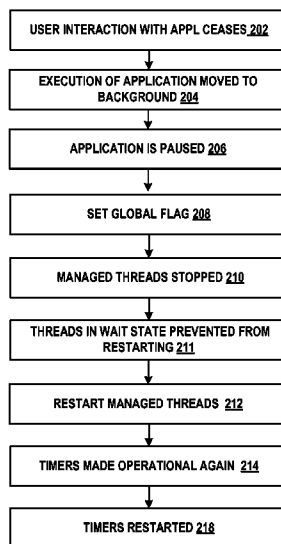 USER INTERACTION WITH APPL CEASES 202
EXECUTION OF APPLICATION MOVED TO
BACKGROUND 204
APPLICATION IS PAUSED 206
SET GLOBAL FLAG 208
MANAGED THREADS STOPPED 210
THREADS IN WAIT STATE PREVENTED FROM
RESTARTING 211
RESTART MANAGED THREADS 212
TIMERS MADE OPERATIONAL AGAIN 214
TIMERS RESTARTED 218